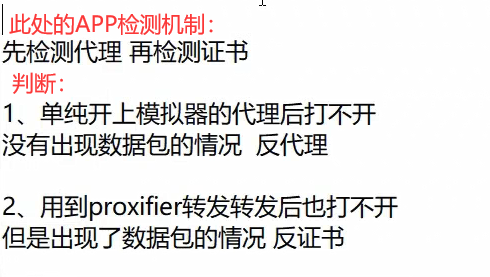 此处的APP检测机制：
先检测代理 再检测证书
判断：
1、单纯开上模拟器的代理后打不开
没有出现数据包的情况 反代理
2、用到proxifier转发转发后也打不开
但是出现了数据包的情况 反证书